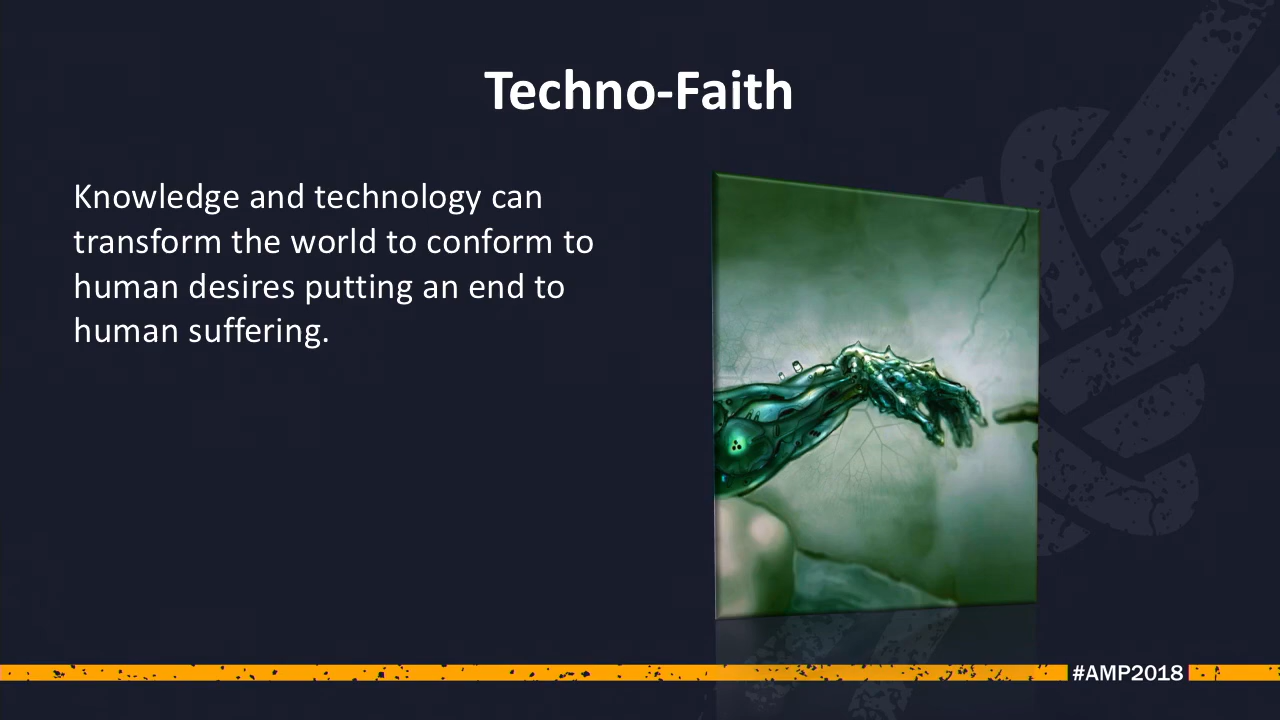 Techno-Faith
Knowledge and technology can
transform the world to conform to
human desires putting an end to
human suffering.
#AMP2018